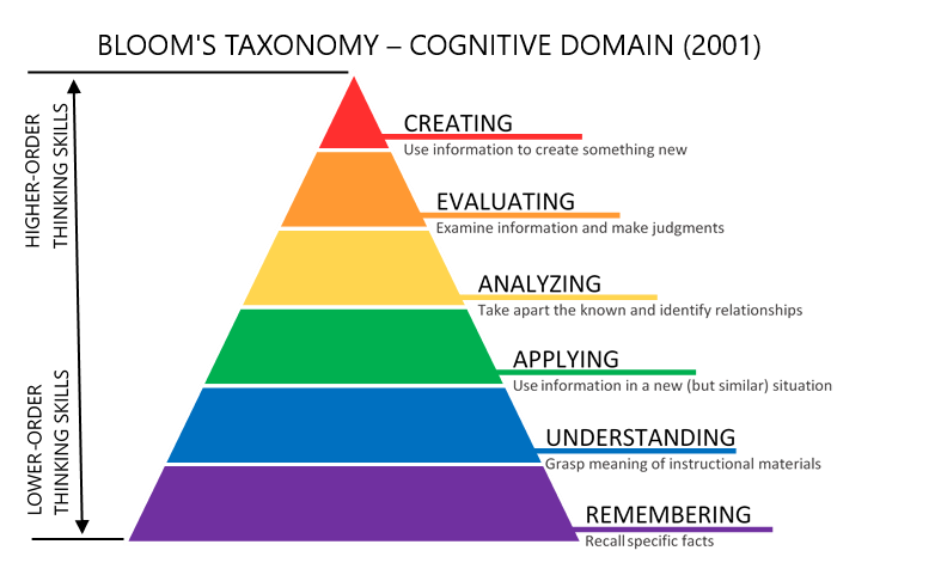 BLOOM'S TAXONOMY – COGNITIVE DOMAIN (2001)
HIGHER-ORDER
THINKING SKILLS
CREATING
Use information to create something new
EVALUATING
Examine information and make judgments
ANALYZING
Take apart the known and identify relationships
APPLYING
Use information in a new (but similar) situation
LOWER-ORDER
THINKING SKILLS
UNDERSTANDING
Grasp meaning of instructional materials
REMEMBERING
Recall specific facts